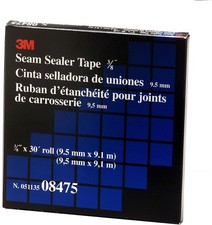 3M
Seam Sealer Tape 3/8"
Cinta selladora de uniones 9,5 mm
Ruban d'étanchéité pour joints
de carrosserie 9,5 mm
3/8" x 30' roll (9.5 mm x 9.1 m)
(9,5 mm x 9,1 m)
N. 051135 08475